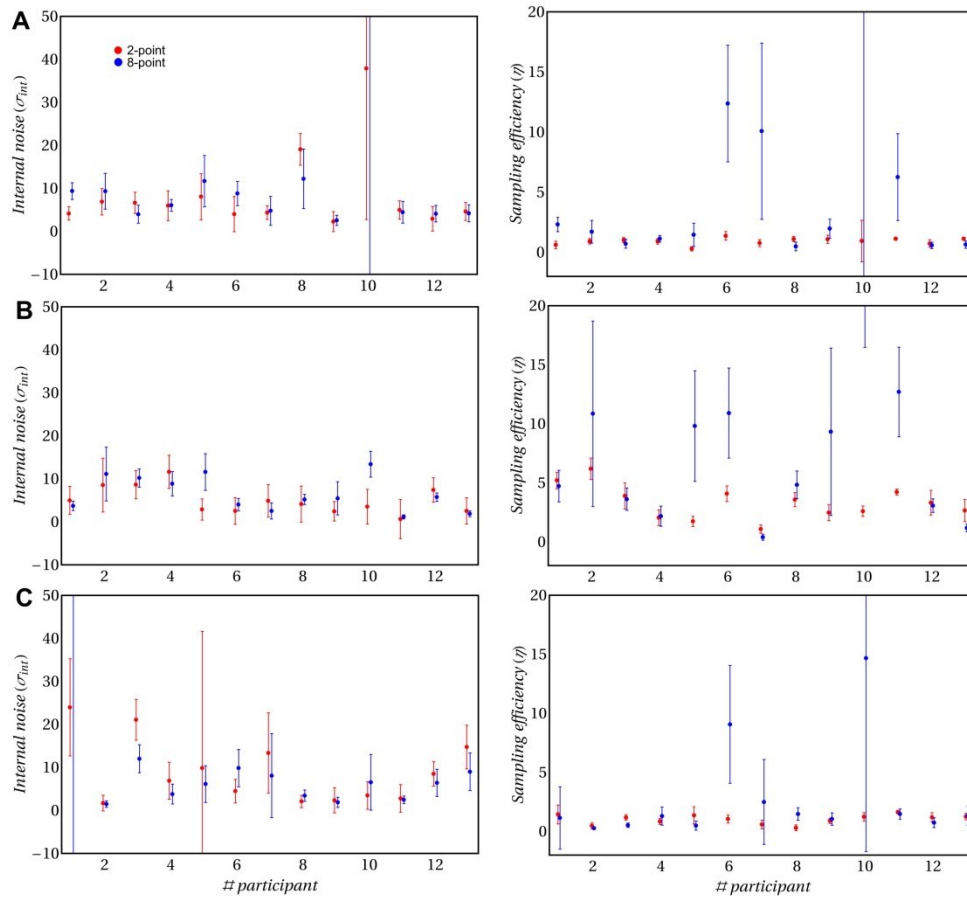 A
50
40
30
20
10
0
−10
Internal noise (σint)
2-point
8-point
2 4 6 8 10 12
20
15
10
5
0
Sampling efficiency (η)
2 4 6 8 10 12
B
50
40
30
20
10
0
−10
Internal noise (σint)
2 4 6 8 10 12
20
15
10
5
0
Sampling efficiency (η)
2 4 6 8 10 12
C
50
40
30
20
10
0
−10
Internal noise (σint)
2 4 6 8 10 12
# participant
20
15
10
5
0
Sampling efficiency (η)
2 4 6 8 10 12
# participant